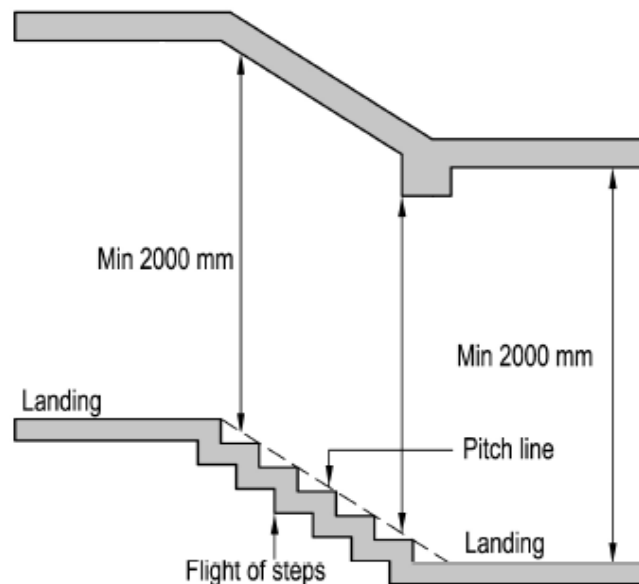 Min 2000 mm
Min 2000 mm
Landing
Pitch line
Landing
Flight of steps